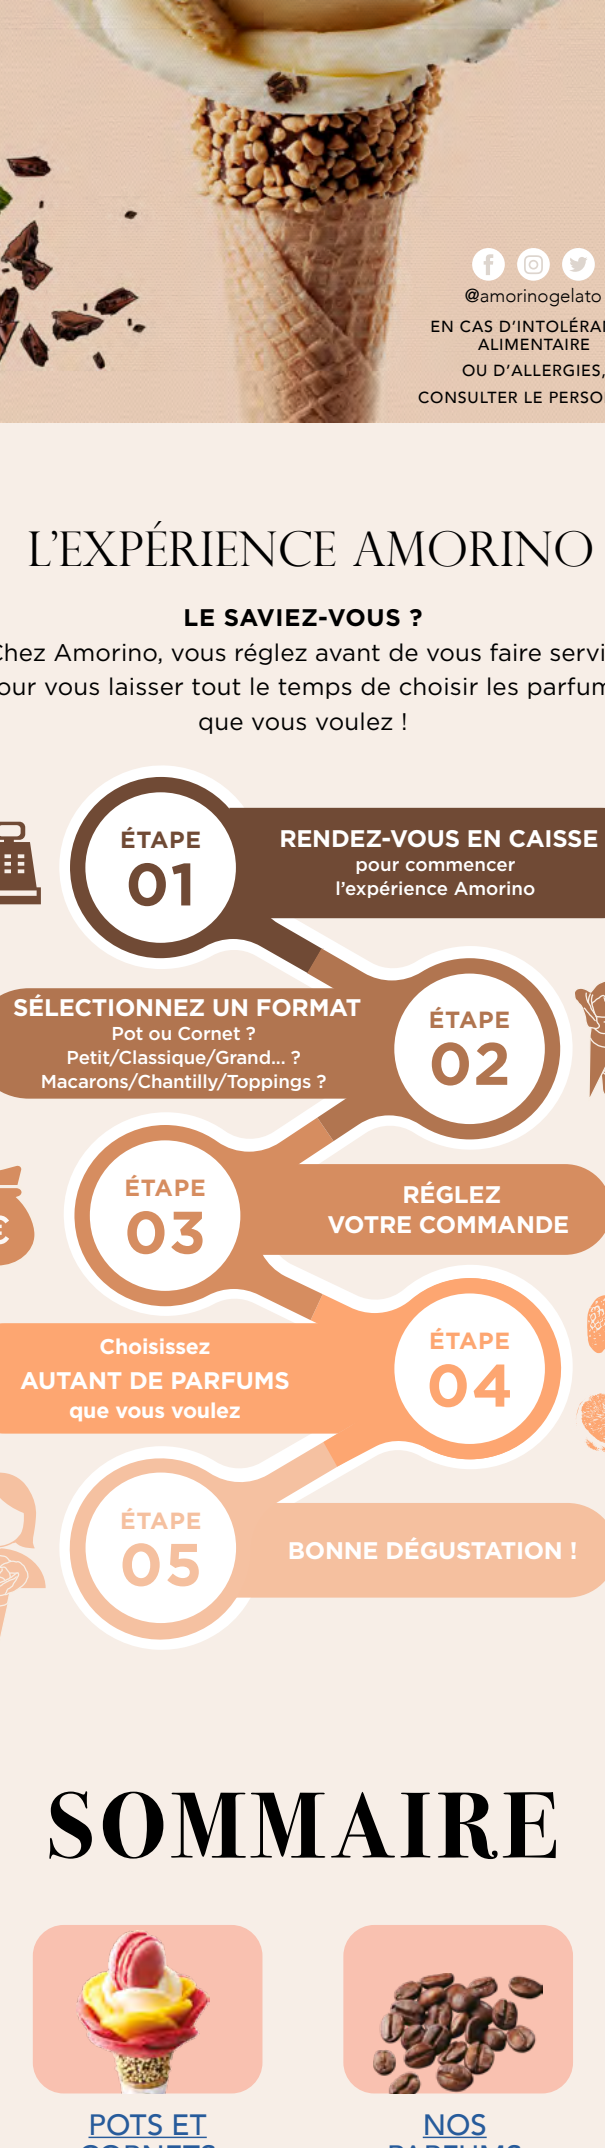 @amorinogelato
EN CAS D'INTOLÉRA
ALIMENTAIRE
OU D'ALLERGIES,
CONSULTER LE PERSO
L'EXPÉRIENCE AMORINO
LE SAVIEZ-VOUS ?
Chez Amorino, vous réglez avant de vous faire servi
our vous laisser tout le temps de choisir les parfum
que vous voulez !
ÉTAPE
01
RENDEZ-VOUS EN CAISSE
pour commencer
l'expérience Amorino
SÉLECTIONNEZ UN FORMAT
Pot ou Cornet ?
Petit/Classique/Grand... ?
Macarons/Chantilly/Toppings ?
ÉTAPE
02
ÉTAPE
03
RÉGLEZ
VOTRE COMMANDE
€
Choisissez
AUTANT DE PARFUMS
que vous voulez
ÉTAPE
04
ÉTAPE
05
BONNE DÉGUSTATION !
SOMMAIRE
POTS ET
CORNETS
NOS
PARFUMS